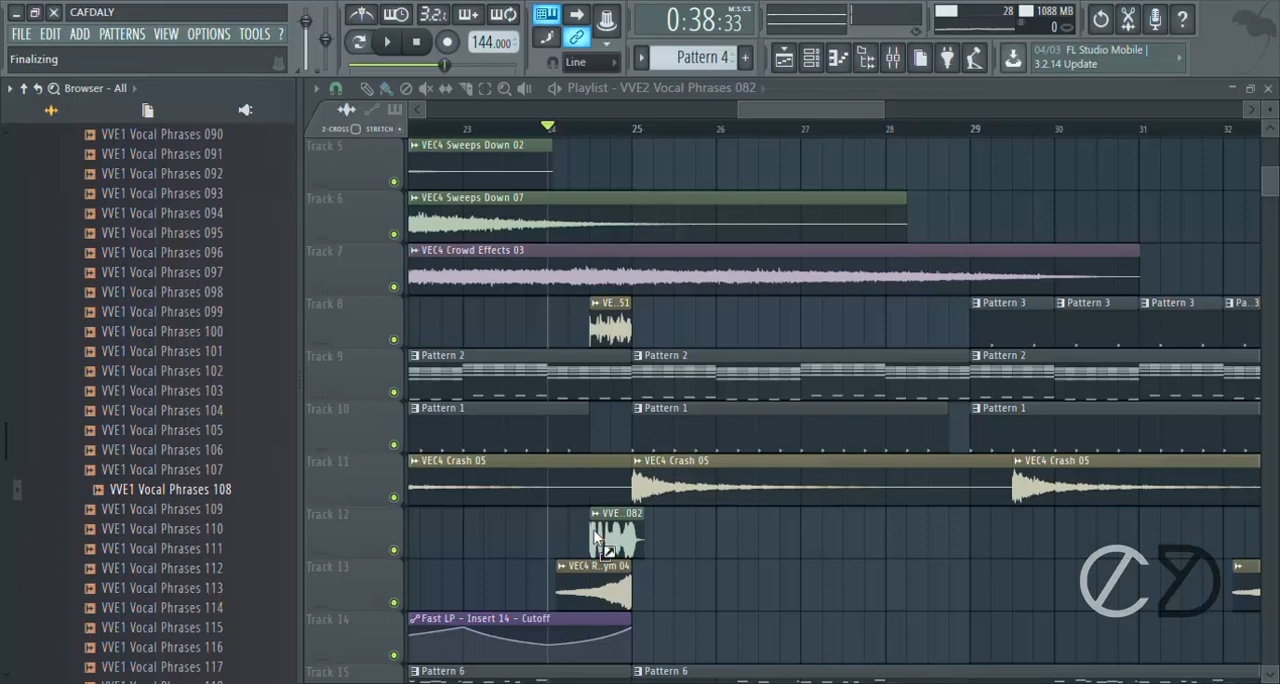 CAFDALY
FILE EDIT ADD PATTERNS VIEW OPTIONS TOOLS ?
Finalizing
3.2.
144.000
Line
0:38:33
M:S:CS
Pattern 4
28
1088 MB
0
04/03 FL Studio Mobile |
3.2.14 Update
Browser - All
Playlist - VVE2 Vocal Phrases 082
Z-CROSS STRETCH
23 24 25 26 27 28 29 30 31 32
VVE1 Vocal Phrases 090
VVE1 Vocal Phrases 091
VVE1 Vocal Phrases 092
VVE1 Vocal Phrases 093
VVE1 Vocal Phrases 094
VVE1 Vocal Phrases 095
VVE1 Vocal Phrases 096
VVE1 Vocal Phrases 097
VVE1 Vocal Phrases 098
VVE1 Vocal Phrases 099
VVE1 Vocal Phrases 100
VVE1 Vocal Phrases 101
VVE1 Vocal Phrases 102
VVE1 Vocal Phrases 103
VVE1 Vocal Phrases 104
VVE1 Vocal Phrases 105
VVE1 Vocal Phrases 106
VVE1 Vocal Phrases 107
VVE1 Vocal Phrases 108
VVE1 Vocal Phrases 109
VVE1 Vocal Phrases 110
VVE1 Vocal Phrases 111
VVE1 Vocal Phrases 112
VVE1 Vocal Phrases 113
VVE1 Vocal Phrases 114
VVE1 Vocal Phrases 115
VVE1 Vocal Phrases 116
VVE1 Vocal Phrases 117
Track 5 VEC4 Sweeps Down 02
Track 6 VEC4 Sweeps Down 07
Track 7 VEC4 Crowd Effects 03
Track 8 VE...51 Pattern 3 Pattern 3 Pattern 3 Pa..3
Track 9 Pattern 2 Pattern 2 Pattern 2
Track 10 Pattern 1 Pattern 1 Pattern 1
Track 11 VEC4 Crash 05 VEC4 Crash 05 VEC4 Crash 05
Track 12 VVE...082
Track 13 VEC4 R...ym 04
Track 14 Fast LP - Insert 14 - Cutoff
Track 15 Pattern 6 Pattern 6
CD